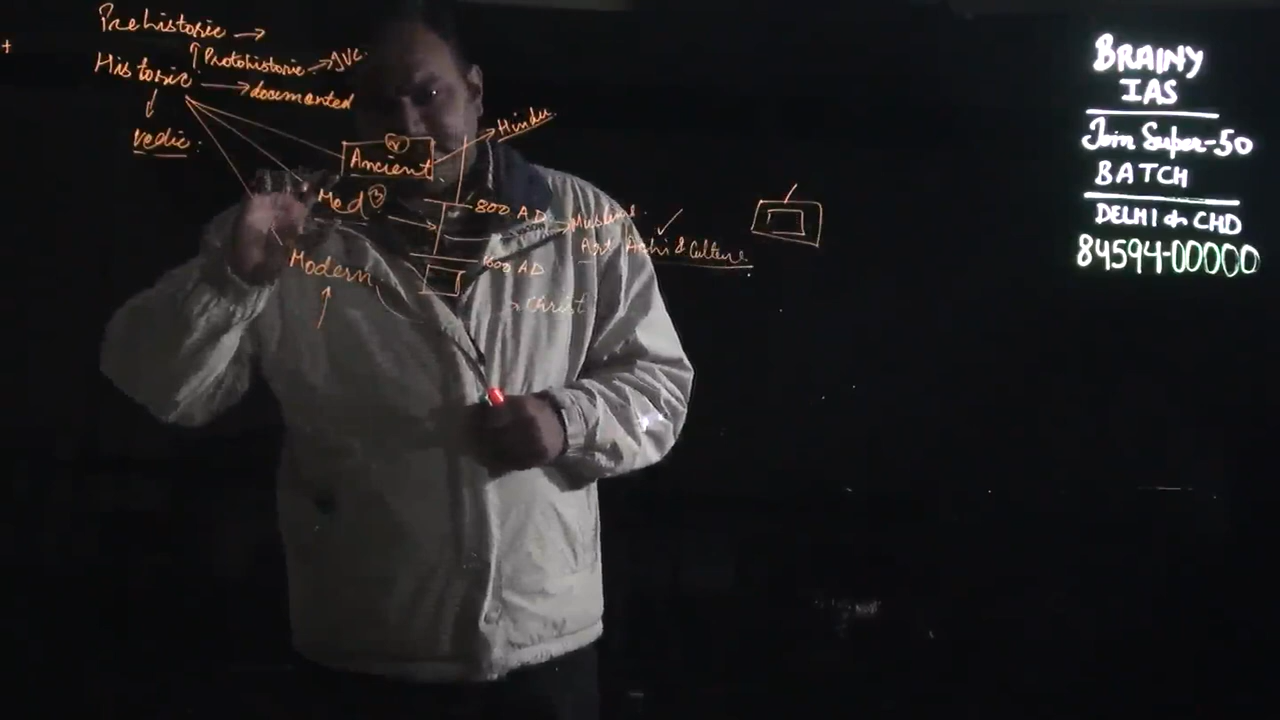 Prehistoric →
↑ Protohistoric → IVC.
Historic → documented
↓
Vedic:
Ancient
Hindu
Med
800 AD → Muslims.
Art Archi & Culture
Modern
1600 AD
→ Christ
BRAINY
IAS
Join Super-50
BATCH
DELHI & CHD
84594-00000